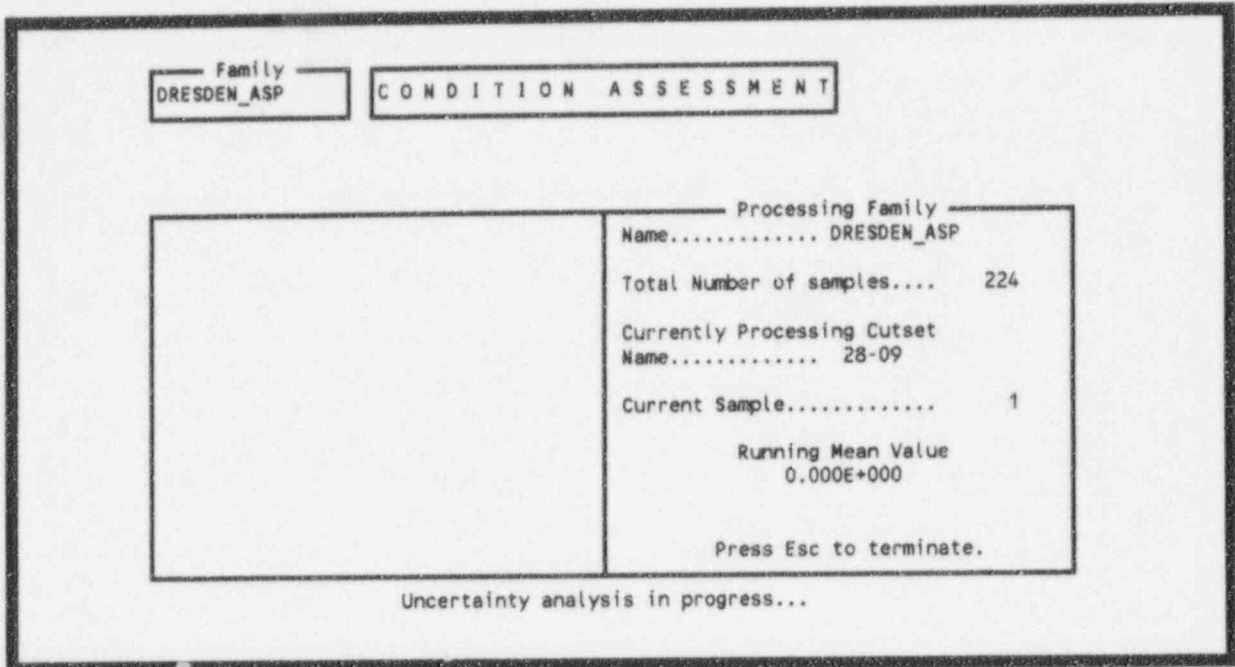 Family
DRESDEN_ASP
CONDITION ASSESSMENT
Processing Family
Name............. DRESDEN_ASP
Total Number of samples.... 224
Currently Processing Cutset
Name............. 28-09
Current Sample............. 1
Running Mean Value
0.000E+000
Press Esc to terminate.
Uncertainty analysis in progress...